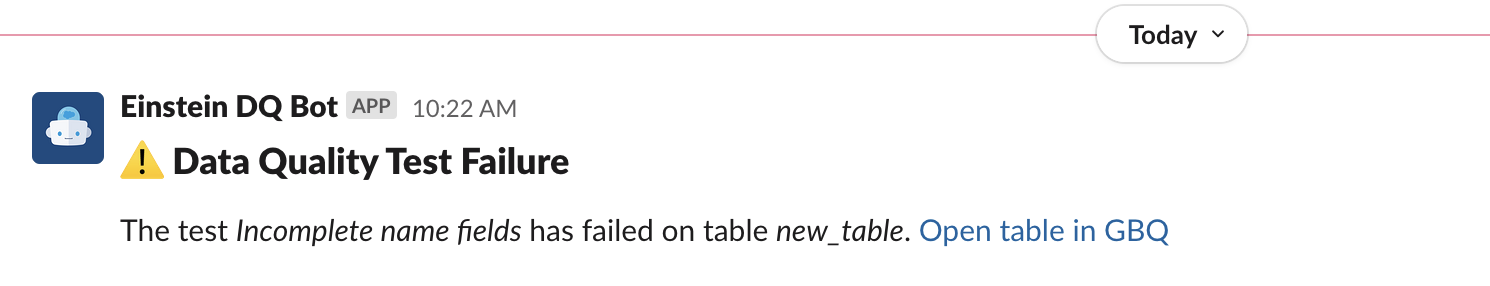 Today
Einstein DQ Bot APP 10:22 AM
⚠️ Data Quality Test Failure
The test Incomplete name fields has failed on table new_table. Open table in GBQ